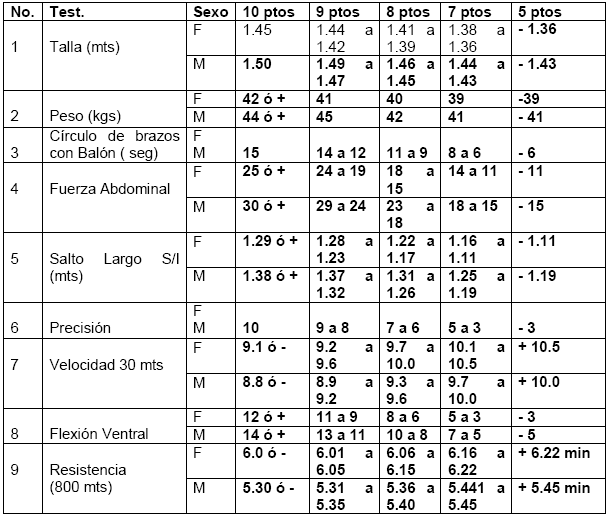 No. Test. Sexo 10 ptos 9 ptos 8 ptos 7 ptos 5 ptos
1 Talla (mts) F 1.45 1.44 a 1.42 1.41 a 1.39 1.38 a 1.36 - 1.36
M 1.50 1.49 a 1.47 1.46 a 1.45 1.44 a 1.43 - 1.43
2 Peso (kgs) F 42 ó + 41 40 39 -39
M 44 ó + 45 42 41 - 41
3 Círculo de brazos con Balón ( seg) F
M 15 14 a 12 11 a 9 8 a 6 - 6
4 Fuerza Abdominal F 25 ó + 24 a 19 18 a 15 14 a 11 - 11
M 30 ó + 29 a 24 23 a 18 18 a 15 - 15
5 Salto Largo S/I (mts) F 1.29 ó + 1.28 a 1.23 1.22 a 1.17 1.16 a 1.11 - 1.11
M 1.38 ó + 1.37 a 1.32 1.31 a 1.26 1.25 a 1.19 - 1.19
6 Precisión F
M 10 9 a 8 7 a 6 5 a 3 - 3
7 Velocidad 30 mts F 9.1 ó - 9.2 a 9.6 9.7 a 10.0 10.1 a 10.5 + 10.5
M 8.8 ó - 8.9 a 9.2 9.3 a 9.6 9.7 a 10.0 + 10.0
8 Flexión Ventral F 12 ó + 11 a 9 8 a 6 5 a 3 - 3
M 14 ó + 13 a 11 10 a 8 7 a 5 - 5
9 Resistencia (800 mts) F 6.0 ó - 6.01 a 6.05 6.06 a 6.15 6.16 a 6.22 + 6.22 min
M 5.30 ó - 5.31 a 5.35 5.36 a 5.40 5.441 a 5.45 + 5.45 min